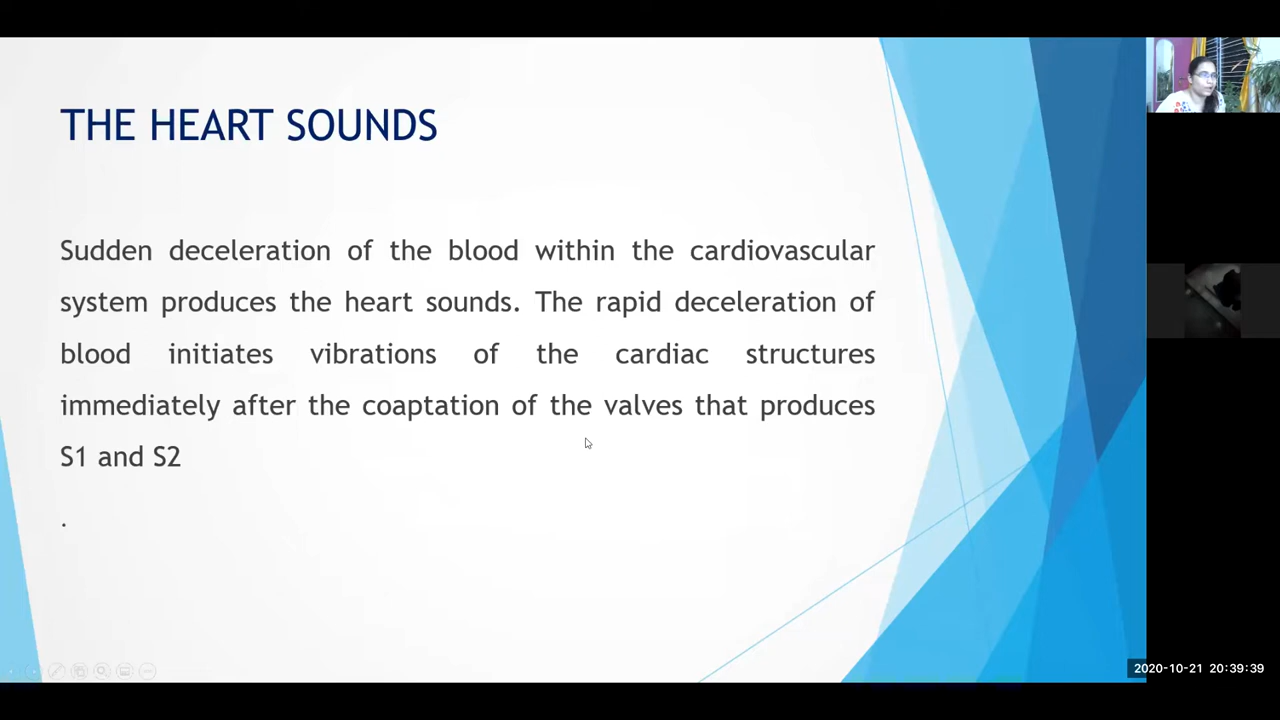 THE HEART SOUNDS
Sudden deceleration of the blood within the cardiovascular
system produces the heart sounds. The rapid deceleration of
blood initiates vibrations of the cardiac structures
immediately after the coaptation of the valves that produces
S1 and S2
.
2020-10-21 20:39:39